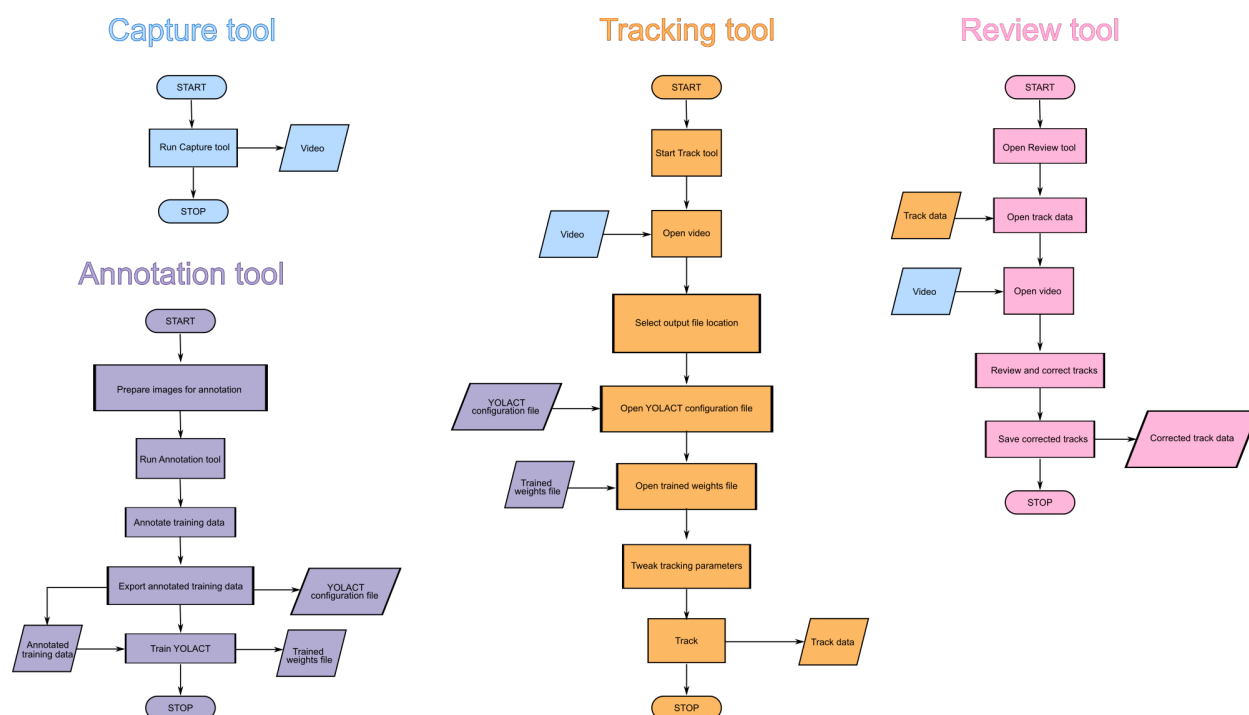 Capture tool
START
Run Capture tool
Video
STOP
Annotation tool
START
Prepare images for annotation
Run Annotation tool
Annotate training data
Export annotated training data
YOLACT
configuration file
Annotated
training data
Train YOLACT
Trained
weights file
STOP
Tracking tool
START
Start Track tool
Video
Open video
Select output file location
YOLACT
configuration file
Open YOLACT configuration file
Trained
weights file
Open trained weights file
Tweak tracking parameters
Track
Track data
STOP
Review tool
START
Open Review tool
Track data
Open track data
Video
Open video
Review and correct tracks
Save corrected tracks
Corrected track data
STOP